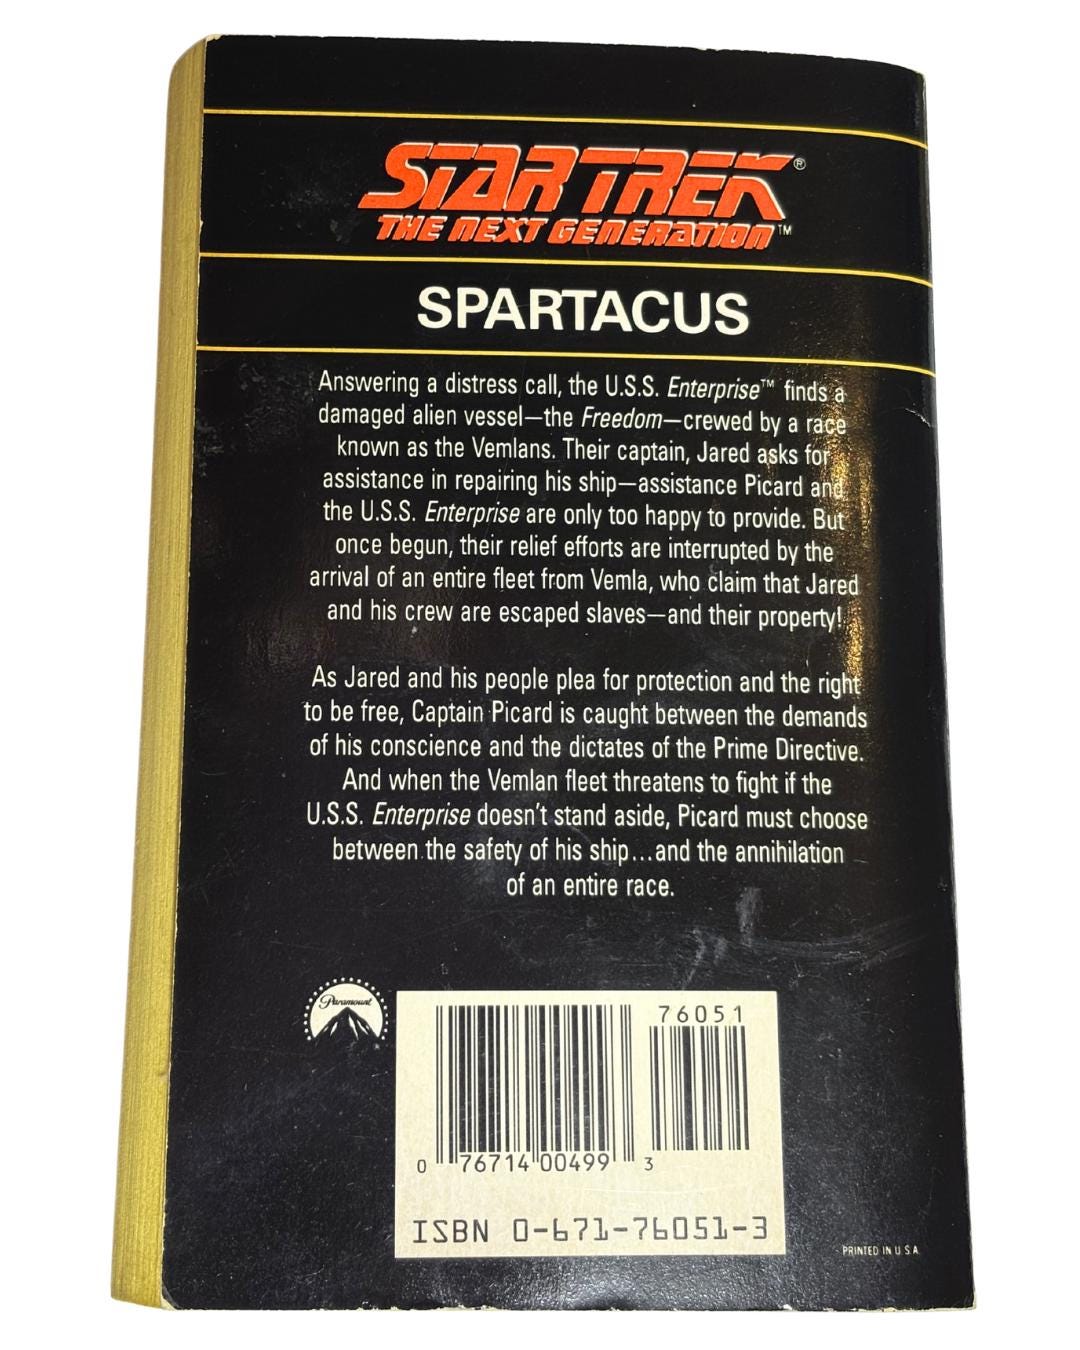 STAR TREK®
THE NEXT GENERATION™
SPARTACUS
Answering a distress call, the U.S.S. Enterprise™ finds a
damaged alien vessel—the Freedom—crewed by a race
known as the Vemlans. Their captain, Jared asks for
assistance in repairing his ship—assistance Picard and
the U.S.S. Enterprise are only too happy to provide. But
once begun, their relief efforts are interrupted by the
arrival of an entire fleet from Vemla, who claim that Jared
and his crew are escaped slaves—and their property!
As Jared and his people plea for protection and the right
to be free, Captain Picard is caught between the demands
of his conscience and the dictates of the Prime Directive.
And when the Vemlan fleet threatens to fight if the
U.S.S. Enterprise doesn't stand aside, Picard must choose
between the safety of his ship...and the annihilation
of an entire race.
Paramount
76051
0 76714 00499 3
ISBN 0-671-76051-3
PRINTED IN U S A